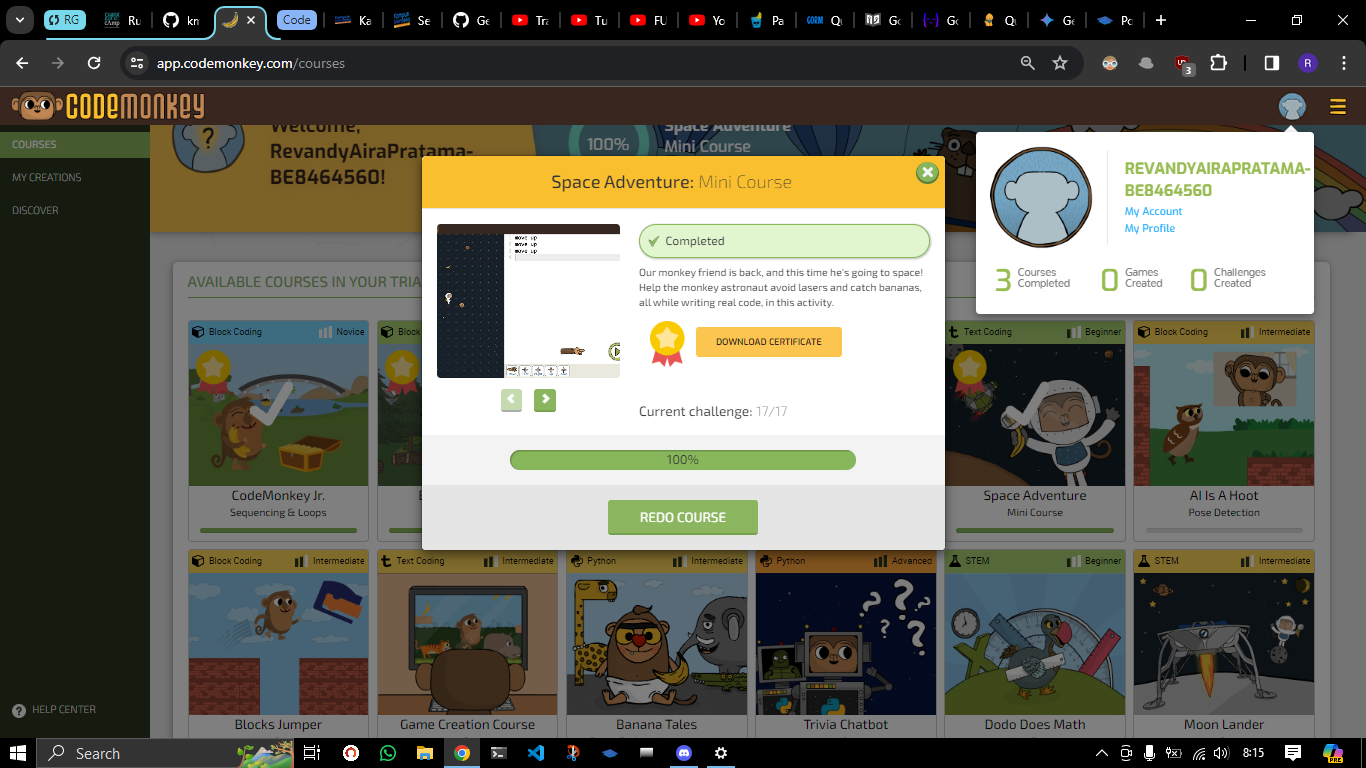 RG
Ru
kn
Code
Ka
Se
Ge
Tra
Tu
FU
Yo
Pa
GORM
Qu
Go
Go
Qu
Ge
Po
app.codemonkey.com/courses
3
R
CODEMONKEY
COURSES
MY CREATIONS
DISCOVER
HELP CENTER
Welcome,
RevandyAiraPratama-
BE8464560!
100%
Space Adventure
Mini Course
REVANDYAIRAPRATAMA-
BE8464560
My Account
My Profile
3 Courses Completed
0 Games Created
0 Challenges Created
AVAILABLE COURSES IN YOUR TRIA
Space Adventure: Mini Course
move up
move up
move up
Completed
Our monkey friend is back, and this time he's going to space!
Help the monkey astronaut avoid lasers and catch bananas,
all while writing real code, in this activity.
DOWNLOAD CERTIFICATE
Current challenge: 17/17
100%
REDO COURSE
Block Coding Novice
CodeMonkey Jr.
Sequencing & Loops
Block
Text Coding Beginner
Space Adventure
Mini Course
Block Coding Intermediate
AI Is A Hoot
Pose Detection
Block Coding Intermediate
Blocks Jumper
Text Coding Intermediate
Game Creation Course
Python Intermediate
Banana Tales
Python Advanced
Trivia Chatbot
STEM Beginner
Dodo Does Math
STEM Intermediate
Moon Lander
Search
8:15
PRE